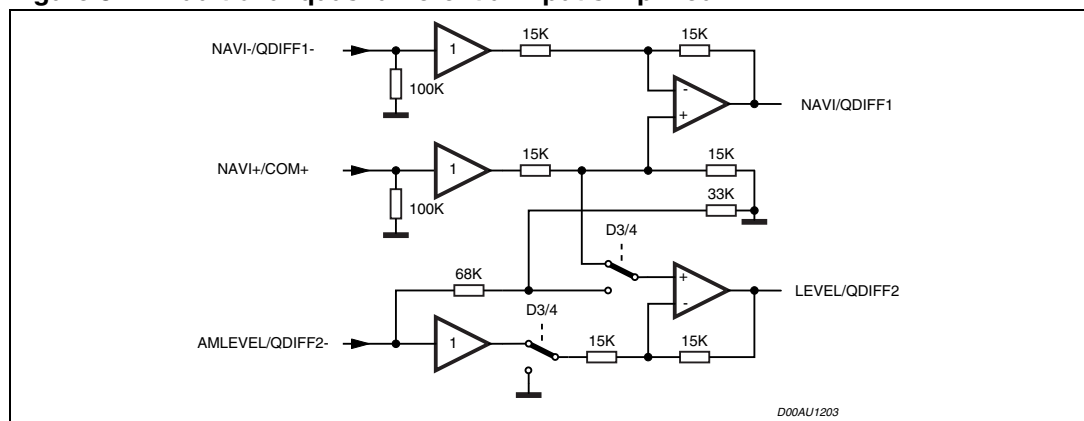 NAVI-/QDIFF1-
1
15K
15K
100K
-
+
NAVI/QDIFF1
NAVI+/COM+
1
15K
15K
100K
33K
D3/4
68K
+
-
LEVEL/QDIFF2
D3/4
AMLEVEL/QDIFF2-
1
15K
15K
D00AU1203